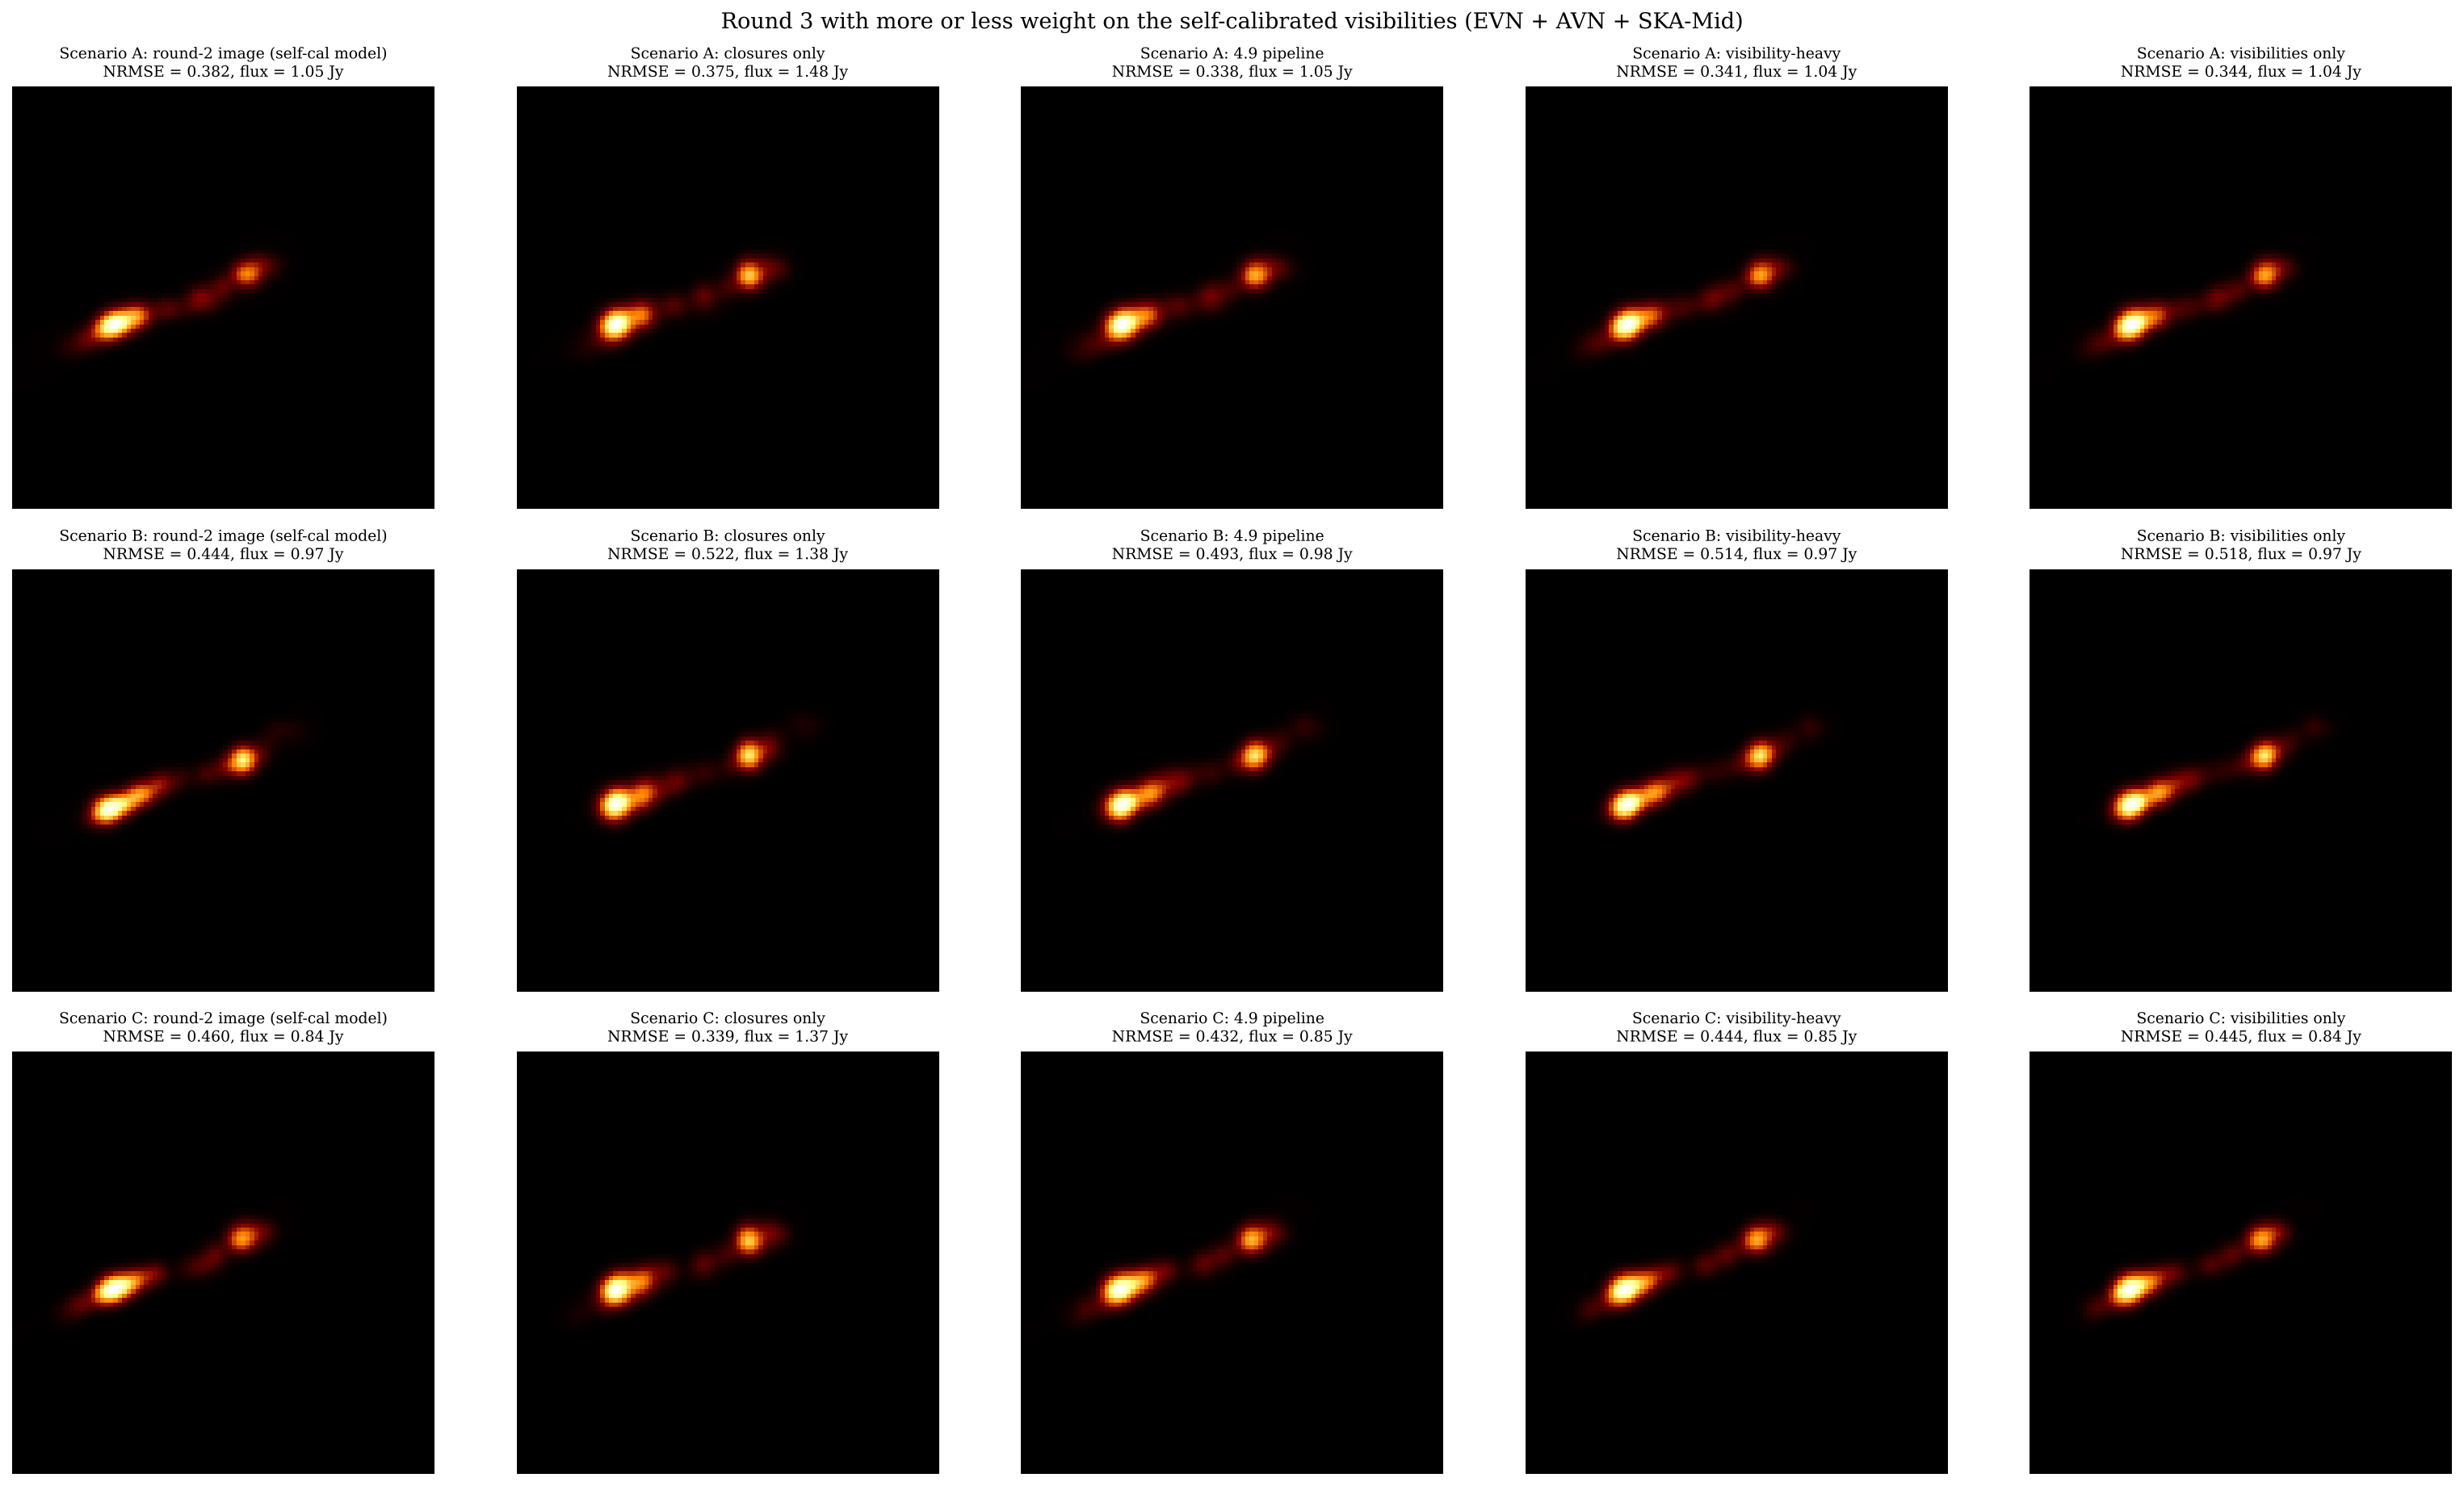 Round 3 with more or less weight on the self-calibrated visibilities (EVN + AVN + SKA-Mid)
Scenario A: round-2 image (self-cal model)
NRMSE = 0.382, flux = 1.05 Jy
Scenario A: closures only
NRMSE = 0.375, flux = 1.48 Jy
Scenario A: 4.9 pipeline
NRMSE = 0.338, flux = 1.05 Jy
Scenario A: visibility-heavy
NRMSE = 0.341, flux = 1.04 Jy
Scenario A: visibilities only
NRMSE = 0.344, flux = 1.04 Jy
Scenario B: round-2 image (self-cal model)
NRMSE = 0.444, flux = 0.97 Jy
Scenario B: closures only
NRMSE = 0.522, flux = 1.38 Jy
Scenario B: 4.9 pipeline
NRMSE = 0.493, flux = 0.98 Jy
Scenario B: visibility-heavy
NRMSE = 0.514, flux = 0.97 Jy
Scenario B: visibilities only
NRMSE = 0.518, flux = 0.97 Jy
Scenario C: round-2 image (self-cal model)
NRMSE = 0.460, flux = 0.84 Jy
Scenario C: closures only
NRMSE = 0.339, flux = 1.37 Jy
Scenario C: 4.9 pipeline
NRMSE = 0.432, flux = 0.85 Jy
Scenario C: visibility-heavy
NRMSE = 0.444, flux = 0.85 Jy
Scenario C: visibilities only
NRMSE = 0.445, flux = 0.84 Jy